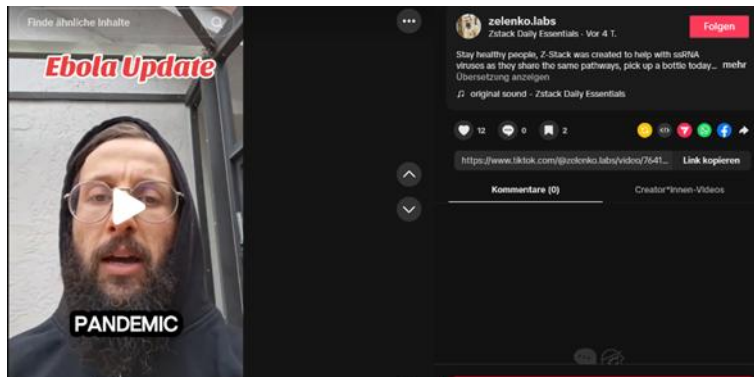 Finde ähnliche Inhalte
Ebola Update
PANDEMIC
zelenko.labs
Zstack Daily Essentials · Vor 4 T.
Folgen
Stay healthy people, Z-Stack was created to help with ssRNA
viruses as they share the same pathways, pick up a bottle today... mehr
Übersetzung anzeigen
original sound - Zstack Daily Essentials
12
0
2
https://www.tiktok.com/@zelenko.labs/video/7641...
Link kopieren
Kommentare (0)
Creator*innen-Videos